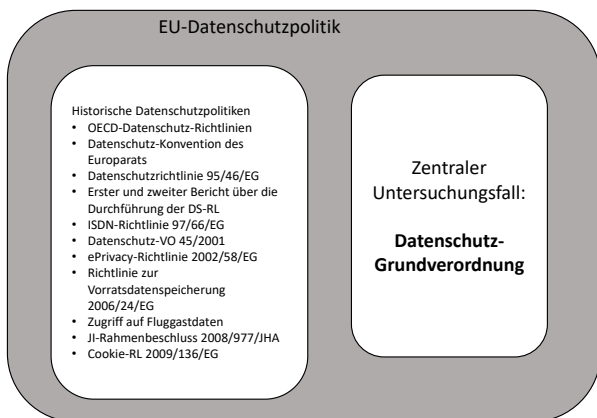 EU-Datenschutzpolitik
Historische Datenschutzpolitiken
• OECD-Datenschutz-Richtlinien
• Datenschutz-Konvention des
Europarats
• Datenschutzrichtlinie 95/46/EG
• Erster und zweiter Bericht über die
Durchführung der DS-RL
• ISDN-Richtlinie 97/66/EG
• Datenschutz-VO 45/2001
• ePrivacy-Richtlinie 2002/58/EG
• Richtlinie zur
Vorratsdatenspeicherung
2006/24/EG
• Zugriff auf Fluggastdaten
• JI-Rahmenbeschluss 2008/977/JHA
• Cookie-RL 2009/136/EG
Zentraler
Untersuchungsfall:
Datenschutz-
Grundverordnung